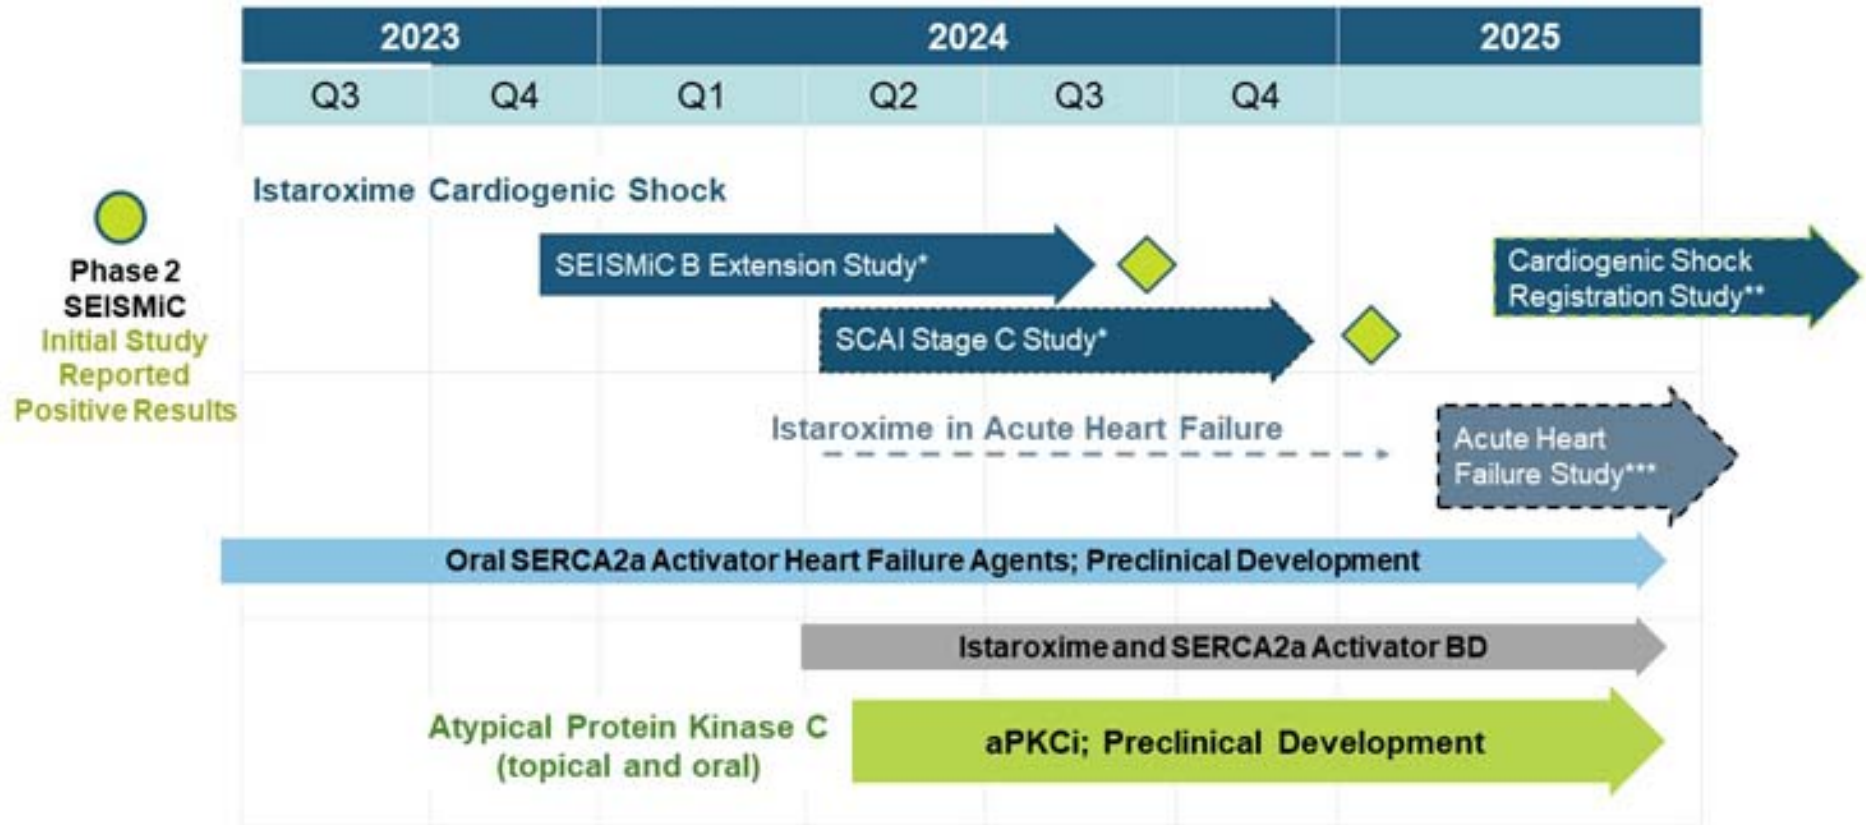 2023 2024 2025
Q3 Q4 Q1 Q2 Q3 Q4
Istaroxime Cardiogenic Shock
Phase 2
SEISMiC
Initial Study
Reported
Positive Results
SEISMiC B Extension Study*
Cardiogenic Shock
Registration Study**
SCAI Stage C Study*
Istaroxime in Acute Heart Failure
Acute Heart
Failure Study***
Oral SERCA2a Activator Heart Failure Agents; Preclinical Development
Istaroxime and SERCA2a Activator BD
Atypical Protein Kinase C
(topical and oral)
aPKCi; Preclinical Development